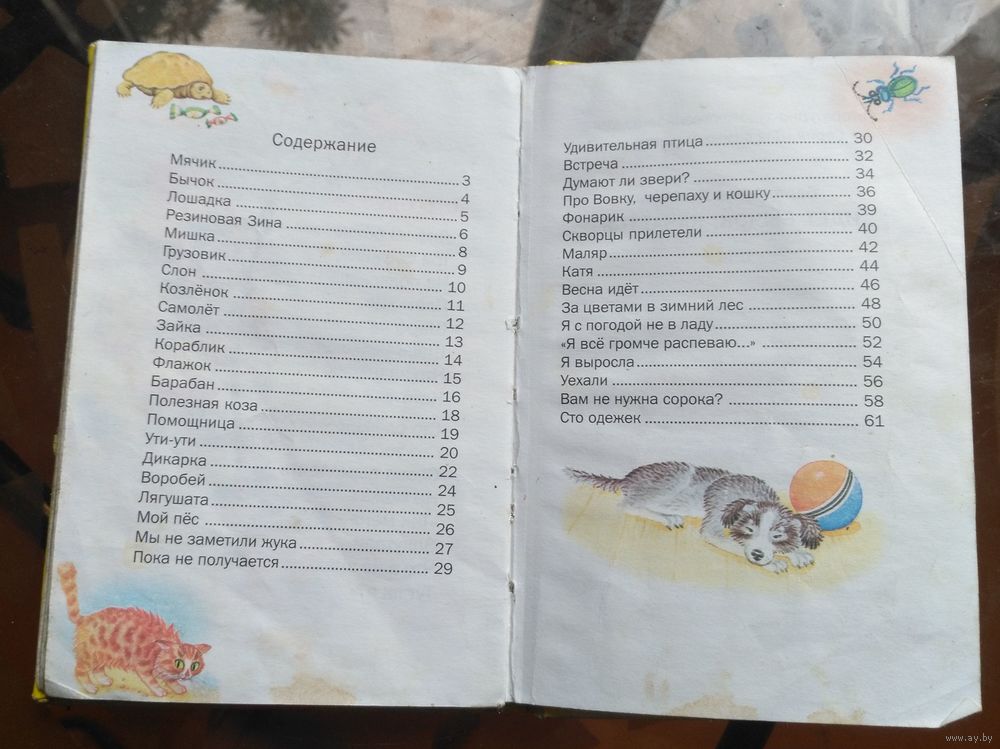 Содержание
Мячик 3
Бычок 4
Лошадка 5
Резиновая Зина 6
Мишка 8
Грузовик 9
Слон 10
Козлёнок 11
Самолёт 12
Зайка 13
Кораблик 14
Флажок 15
Барабан 16
Полезная коза 18
Помощница 19
Ути-ути 20
Дикарка 22
Воробей 24
Лягушата 25
Мой пёс 26
Мы не заметили жука 27
Пока не получается 29
Удивительная птица 30
Встреча 32
Думают ли звери? 34
Про Вовку, черепаху и кошку 36
Фонарик 39
Скворцы прилетели 40
Маляр 42
Катя 44
Весна идёт 46
За цветами в зимний лес 48
Я с погодой не в ладу 50
«Я всё громче распеваю...» 52
Я выросла 54
Уехали 56
Вам не нужна сорока? 58
Сто одежек 61
www.ay.by